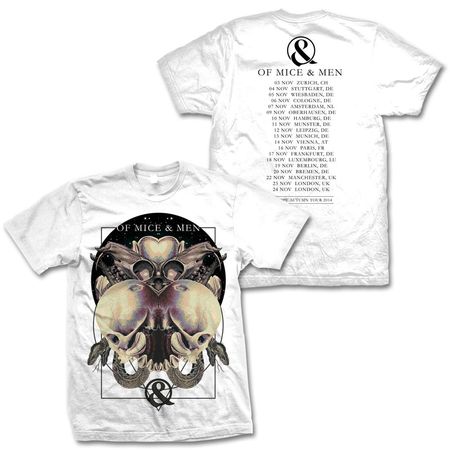 &
OF MICE & MEN
03 NOV ZURICH, CH
04 NOV STUTTGART, DE
05 NOV WIESBADEN, DE
06 NOV COLOGNE, DE
07 NOV AMSTERDAM, NL
09 NOV OBERHAUSEN, DE
10 NOV HAMBURG, DE
11 NOV MUNSTER, DE
12 NOV LEIPZIG, DE
13 NOV MUNICH, DE
14 NOV VIENNA, AT
16 NOV PARIS, FR
17 NOV FRANKFURT, DE
18 NOV LUXEMBOURG, LU
19 NOV BERLIN, DE
20 NOV BREMEN, DE
22 NOV MANCHESTER, UK
23 NOV LONDON, UK
24 NOV LONDON, UK
AUTUMN TOUR 2014
OF MICE & MEN
&